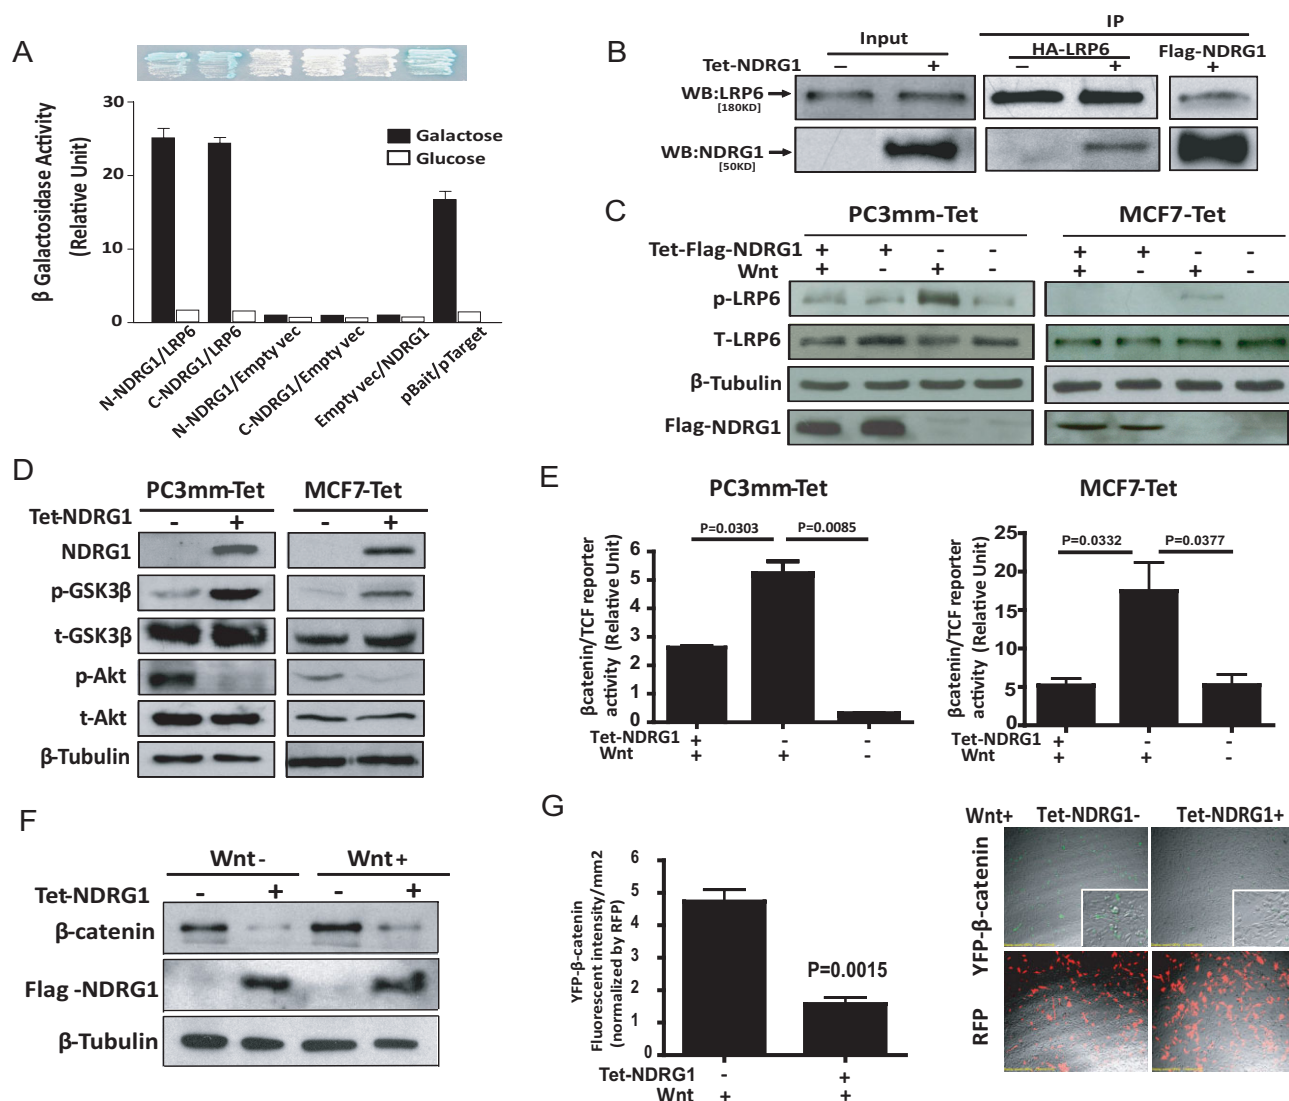 A
β Galactosidase Activity
(Relative Unit)
30
20
10
0
Galactose
Glucose
N-NDRG1/LRP6
C-NDRG1/LRP6
N-NDRG1/Empty vec
C-NDRG1/Empty vec
Empty vec/NDRG1
pBait/pTarget
B
IP
Input
HA-LRP6
Flag-NDRG1
Tet-NDRG1 – + – + +
WB:LRP6
[180KD]
WB:NDRG1
[50KD]
C
PC3mm-Tet MCF7-Tet
Tet-Flag-NDRG1 + + - - + + - -
Wnt + - + - + - + -
p-LRP6
T-LRP6
β-Tubulin
Flag-NDRG1
D
PC3mm-Tet MCF7-Tet
Tet-NDRG1 - + - +
NDRG1
p-GSK3β
t-GSK3β
p-Akt
t-Akt
β-Tubulin
E
PC3mm-Tet
P=0.0303 P=0.0085
βcatenin/TCF reporter
activity (Relative Unit)
6
5
4
3
2
1
0
Tet-NDRG1 + - -
Wnt + + -
MCF7-Tet
P=0.0332 P=0.0377
βcatenin/TCF reporter
activity (Relative Unit)
25
20
15
10
5
0
Tet-NDRG1 + - -
Wnt + + -
F
Wnt - Wnt +
Tet-NDRG1 - + - +
β-catenin
Flag -NDRG1
β-Tubulin
G
YFP-β-catenin
Fluorescent intensity/mm2
(normalized by RFP)
6
5
4
3
2
1
0
P=0.0015
Tet-NDRG1 - +
Wnt + +
Wnt+ Tet-NDRG1- Tet-NDRG1+
YFP-β-catenin
RFP